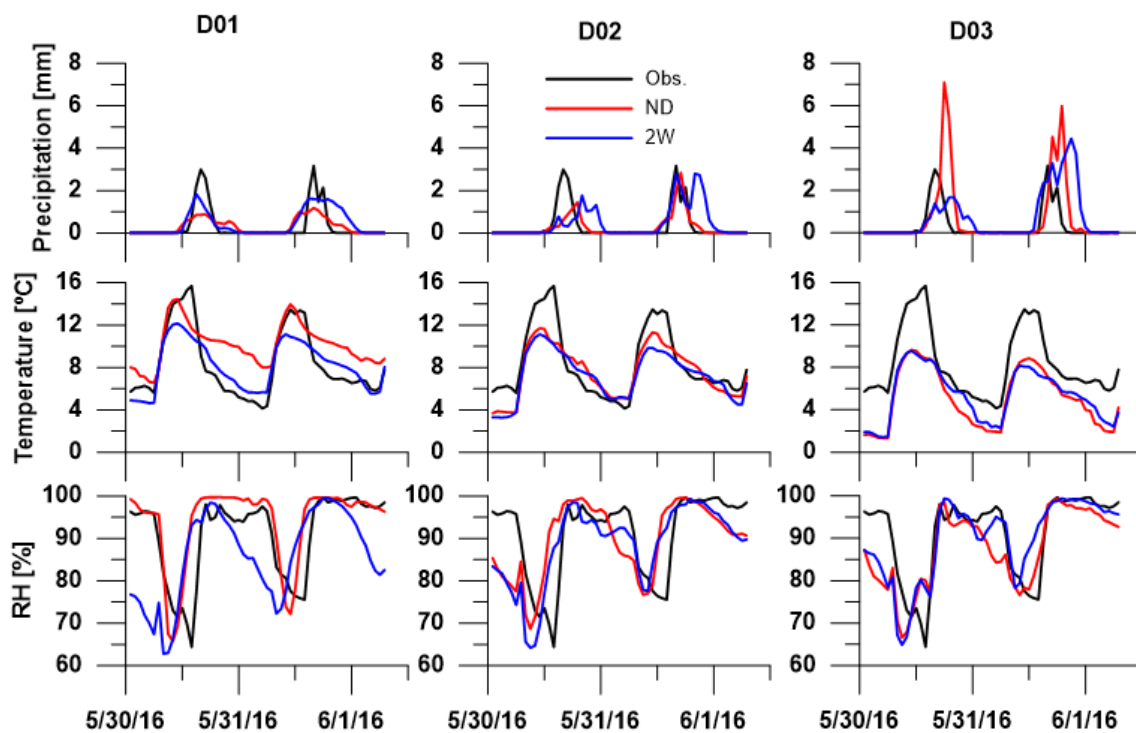 D01 D02 D03
Precipitation [mm] 8 6 4 2 0
8 6 4 2 0
Obs.
ND
2W
8 6 4 2 0
Temperature [ºC] 16 12 8 4 0
16 12 8 4 0
16 12 8 4 0
RH [%] 100 90 80 70 60
100 90 80 70 60
100 90 80 70 60
5/30/16 5/31/16 6/1/16 5/30/16 5/31/16 6/1/16 5/30/16 5/31/16 6/1/16